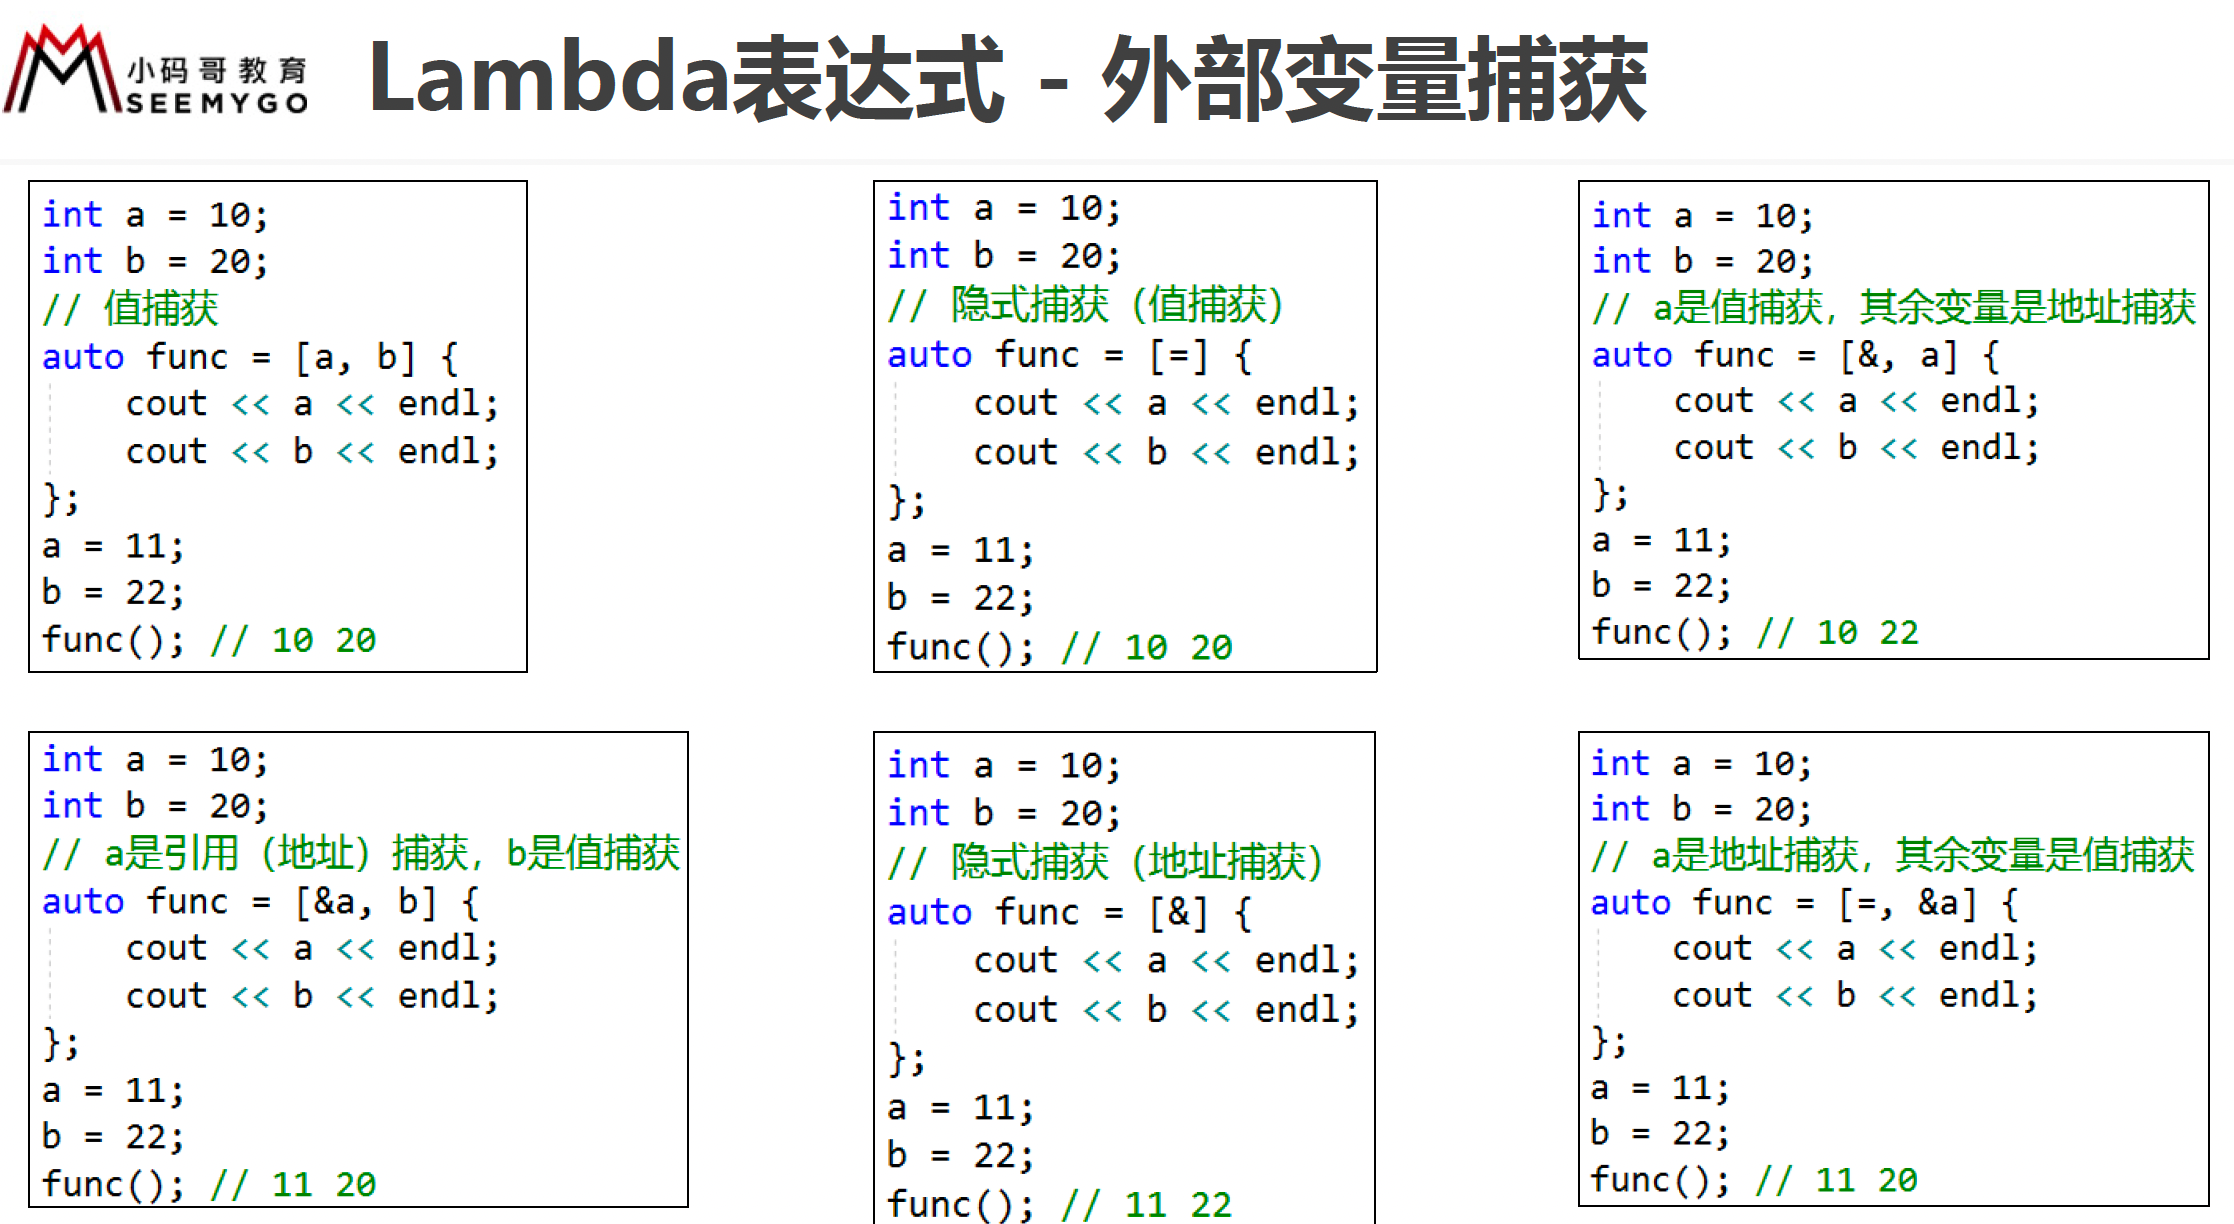 小码哥教育
SEEMYGO
Lambda表达式 - 外部变量捕获
int a = 10;
int b = 20;
// 值捕获
auto func = [a, b] {
    cout << a << endl;
    cout << b << endl;
};
a = 11;
b = 22;
func(); // 10 20
int a = 10;
int b = 20;
// 隐式捕获（值捕获）
auto func = [=] {
    cout << a << endl;
    cout << b << endl;
};
a = 11;
b = 22;
func(); // 10 20
int a = 10;
int b = 20;
// a是值捕获，其余变量是地址捕获
auto func = [&, a] {
    cout << a << endl;
    cout << b << endl;
};
a = 11;
b = 22;
func(); // 10 22
int a = 10;
int b = 20;
// a是引用（地址）捕获，b是值捕获
auto func = [&a, b] {
    cout << a << endl;
    cout << b << endl;
};
a = 11;
b = 22;
func(); // 11 20
int a = 10;
int b = 20;
// 隐式捕获（地址捕获）
auto func = [&] {
    cout << a << endl;
    cout << b << endl;
};
a = 11;
b = 22;
func(); // 11 22
int a = 10;
int b = 20;
// a是地址捕获，其余变量是值捕获
auto func = [=, &a] {
    cout << a << endl;
    cout << b << endl;
};
a = 11;
b = 22;
func(); // 11 20